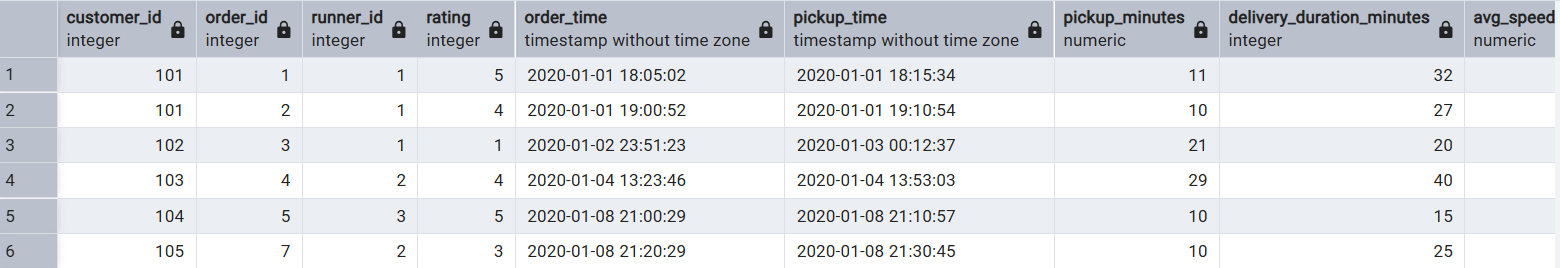 customer_id order_id runner_id rating order_time pickup_time pickup_minutes delivery_duration_minutes avg_speed
integer integer integer integer timestamp without time zone timestamp without time zone numeric integer numeric
1 101 1 1 5 2020-01-01 18:05:02 2020-01-01 18:15:34 11 32
2 101 2 1 4 2020-01-01 19:00:52 2020-01-01 19:10:54 10 27
3 102 3 1 1 2020-01-02 23:51:23 2020-01-03 00:12:37 21 20
4 103 4 2 4 2020-01-04 13:23:46 2020-01-04 13:53:03 29 40
5 104 5 3 5 2020-01-08 21:00:29 2020-01-08 21:10:57 10 15
6 105 7 2 3 2020-01-08 21:20:29 2020-01-08 21:30:45 10 25